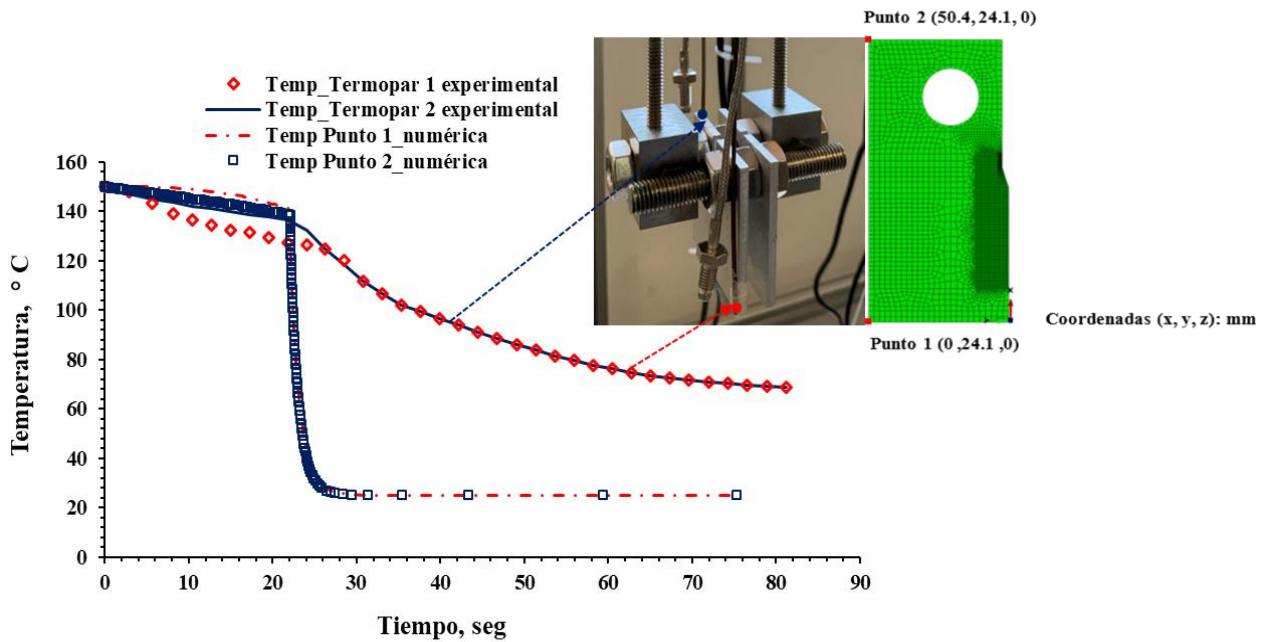 Punto 2 (50.4, 24.1, 0)
Temp_Termopar 1 experimental
Temp_Termopar 2 experimental
Temp Punto 1_numérica
Temp Punto 2_numérica
160
140
120
100
80
60
40
20
0
Temperatura, ° C
0 10 20 30 40 50 60 70 80 90
Tiempo, seg
Coordenadas (x, y, z): mm
Punto 1 (0 ,24.1 ,0)